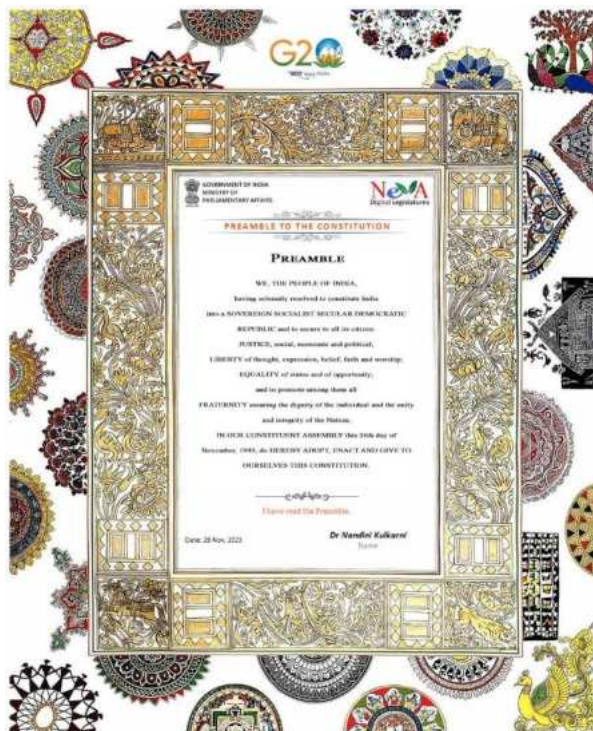 G20
GOVERNMENT OF INDIA
MINISTRY OF
PARLIAMENTARY AFFAIRS
NeVA
Digital Legislatures
PREAMBLE TO THE CONSTITUTION
PREAMBLE
WE, THE PEOPLE OF INDIA,
having solemnly resolved to constitute India
into a SOVEREIGN SOCIALIST SECULAR DEMOCRATIC
REPUBLIC and to secure to all its citizens
JUSTICE, social, economic and political;
LIBERTY of thought, expression, belief, faith and worship;
EQUALITY of status and of opportunity;
and to promote among them all
FRATERNITY assuring the dignity of the individual and the unity
and integrity of the Nation;
IN OUR CONSTITUENT ASSEMBLY this 26th day of
November, 1949, do HEREBY ADOPT, ENACT AND GIVE TO
OURSELVES THIS CONSTITUTION.
I have read the Preamble.
Date: 28 Nov, 2023
Dr Nandini Kulkarni
Name